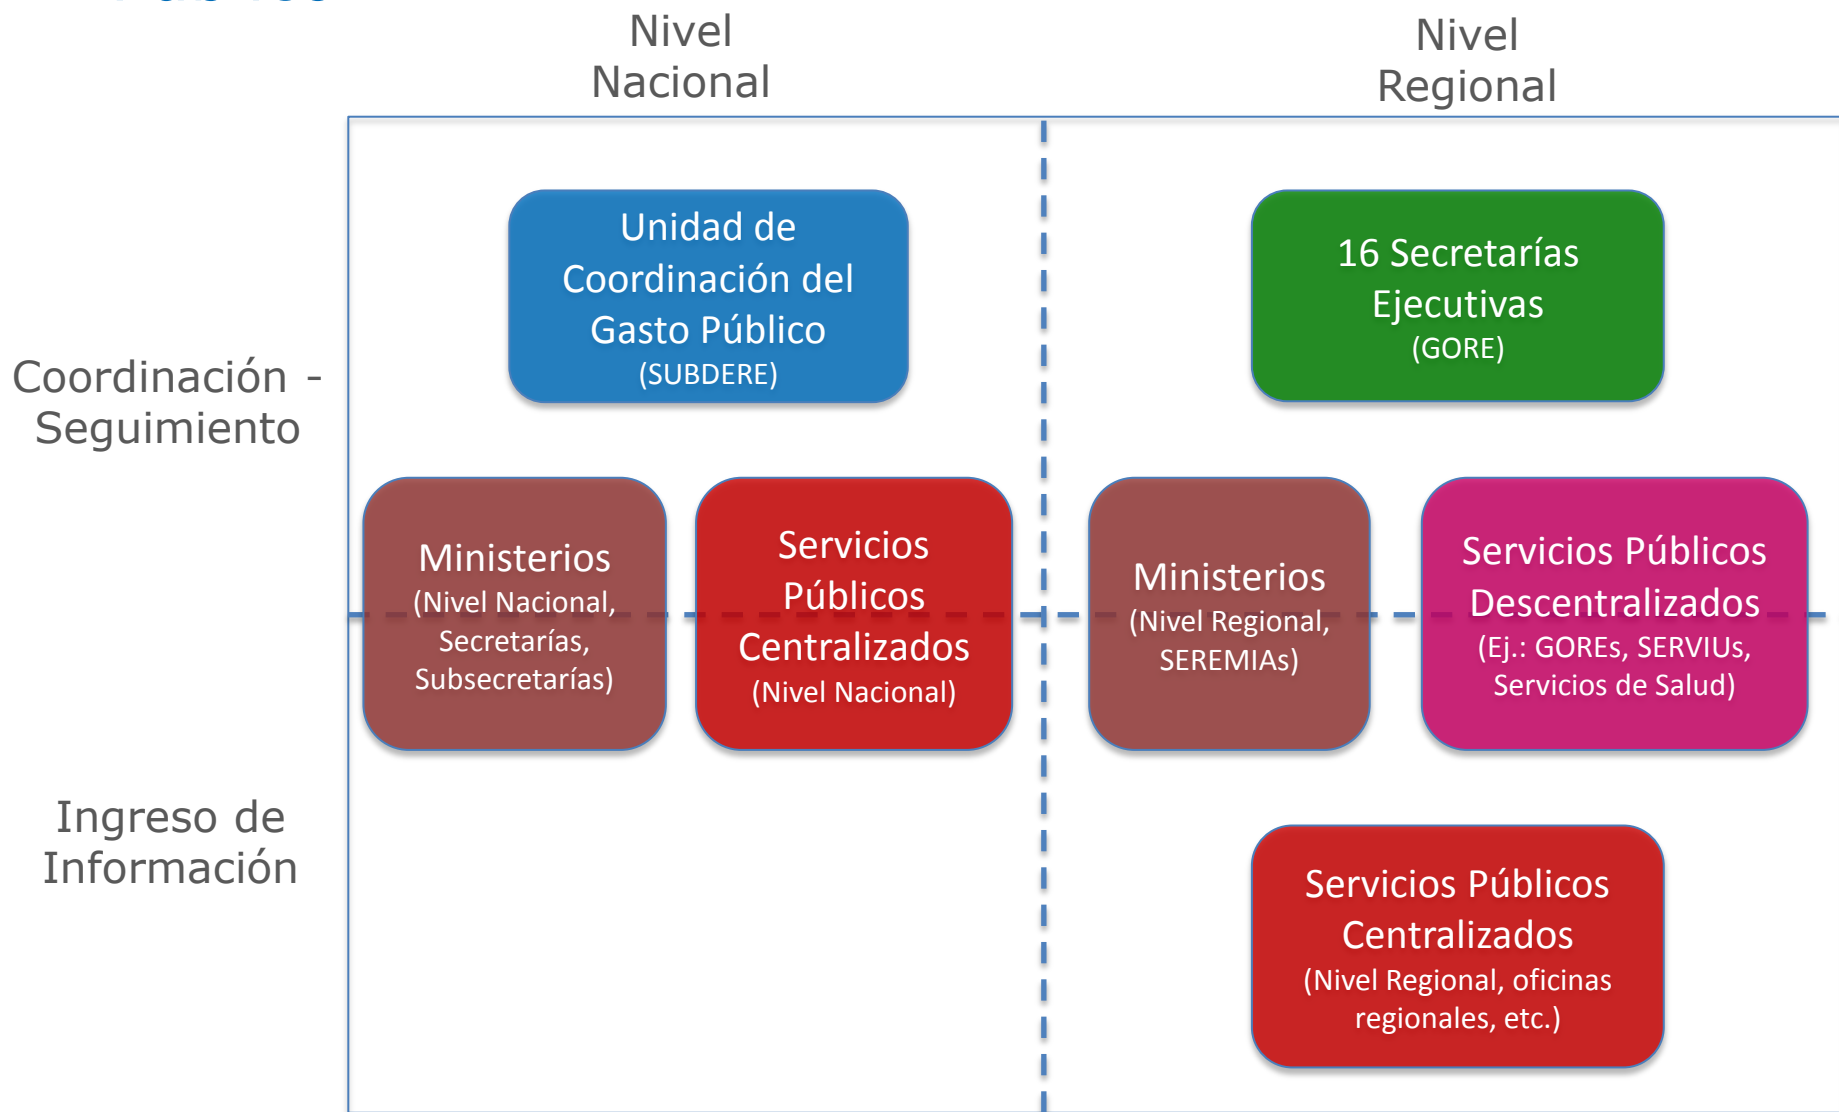 Nivel
Nacional
Nivel
Regional
Unidad de
Coordinación del
Gasto Público
(SUBDERE)
16 Secretarías
Ejecutivas
(GORE)
Coordinación -
Seguimiento
Ministerios
(Nivel Nacional,
Secretarías,
Subsecretarías)
Servicios
Públicos
Centralizados
(Nivel Nacional)
Ministerios
(Nivel Regional,
SEREMIAs)
Servicios Públicos
Descentralizados
(Ej.: GOREs, SERVIUs,
Servicios de Salud)
Ingreso de
Información
Servicios Públicos
Centralizados
(Nivel Regional, oficinas
regionales, etc.)